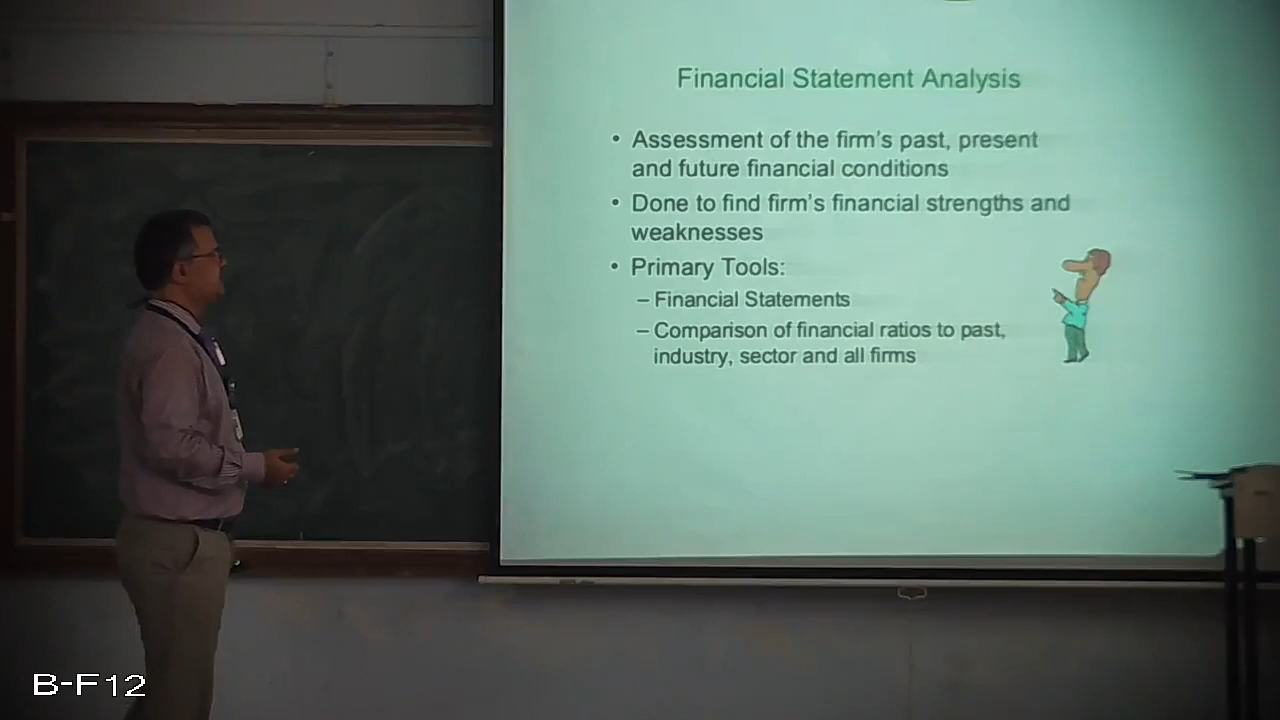 Financial Statement Analysis
• Assessment of the firm's past, present
and future financial conditions
• Done to find firm's financial strengths and
weaknesses
• Primary Tools:
– Financial Statements
– Comparison of financial ratios to past,
industry, sector and all firms
B-F12